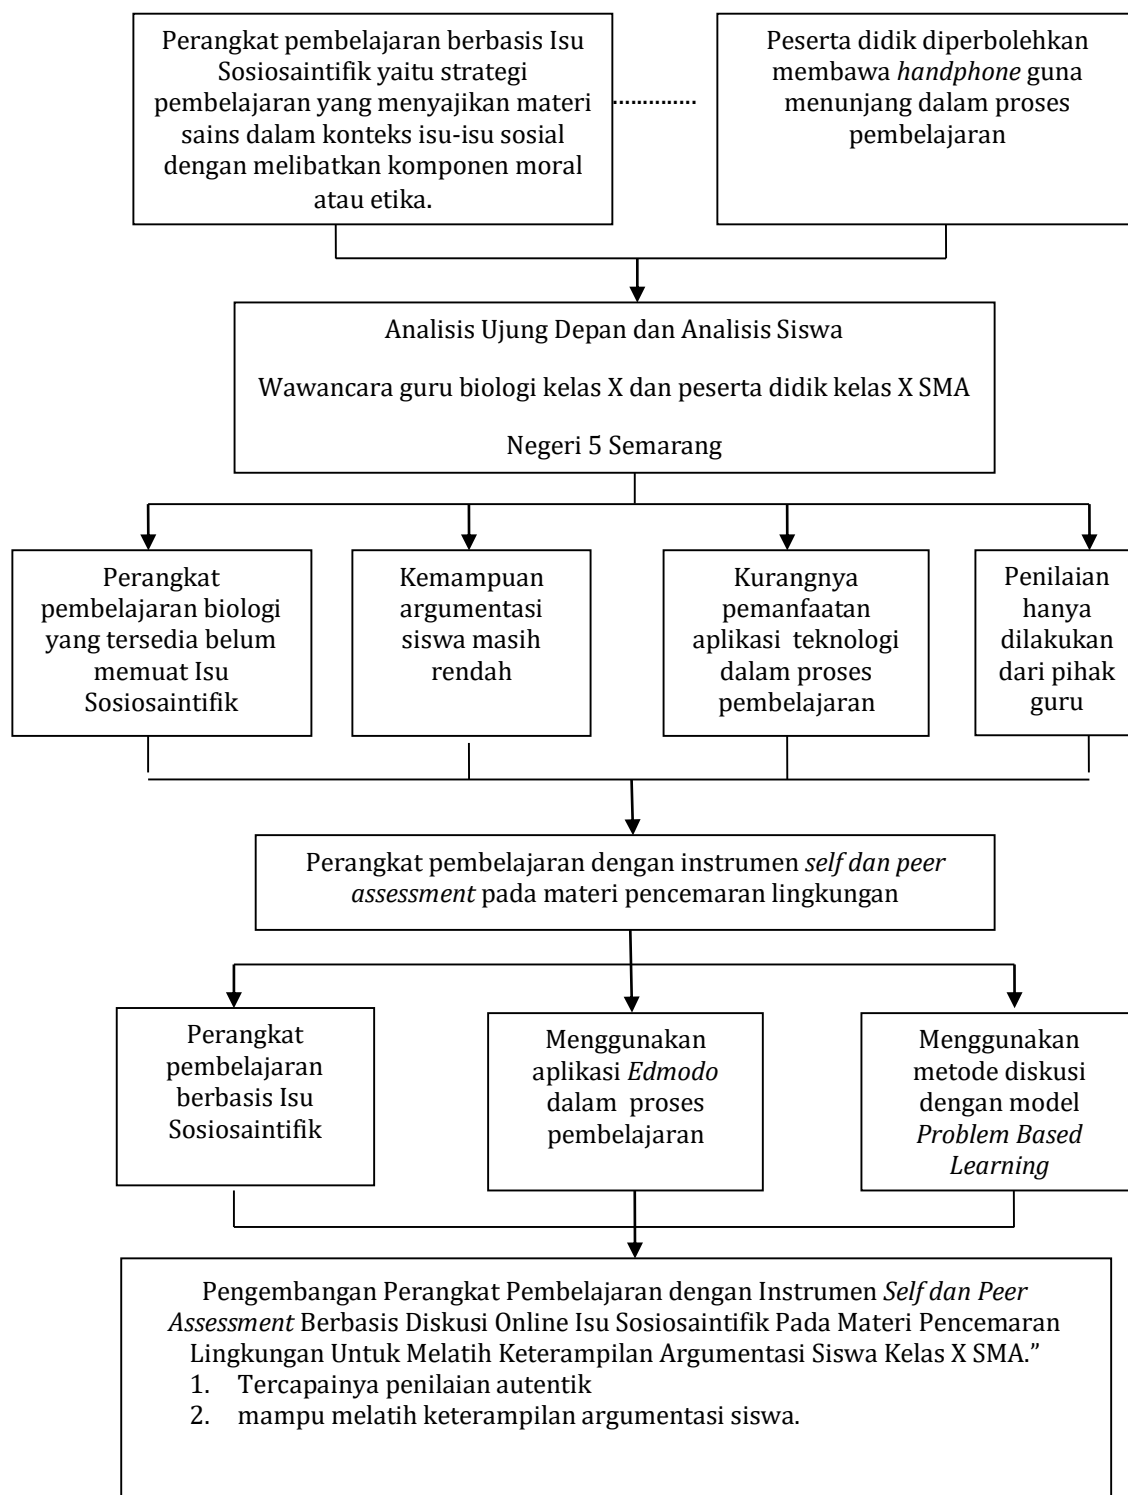 Perangkat pembelajaran berbasis Isu
Sosiosaintifik yaitu strategi
pembelajaran yang menyajikan materi
sains dalam konteks isu-isu sosial
dengan melibatkan komponen moral
atau etika.
Peserta didik diperbolehkan
membawa handphone guna
menunjang dalam proses
pembelajaran
Analisis Ujung Depan dan Analisis Siswa
Wawancara guru biologi kelas X dan peserta didik kelas X SMA
Negeri 5 Semarang
Perangkat
pembelajaran biologi
yang tersedia belum
memuat Isu
Sosiosaintifik
Kemampuan
argumentasi
siswa masih
rendah
Kurangnya
pemanfaatan
aplikasi teknologi
dalam proses
pembelajaran
Penilaian
hanya
dilakukan
dari pihak
guru
Perangkat pembelajaran dengan instrumen self dan peer
assessment pada materi pencemaran lingkungan
Perangkat
pembelajaran
berbasis Isu
Sosiosaintifik
Menggunakan
aplikasi Edmodo
dalam proses
pembelajaran
Menggunakan
metode diskusi
dengan model
Problem Based
Learning
Pengembangan Perangkat Pembelajaran dengan Instrumen Self dan Peer
Assessment Berbasis Diskusi Online Isu Sosiosaintifik Pada Materi Pencemaran
Lingkungan Untuk Melatih Keterampilan Argumentasi Siswa Kelas X SMA.”
1. Tercapainya penilaian autentik
2. mampu melatih keterampilan argumentasi siswa.